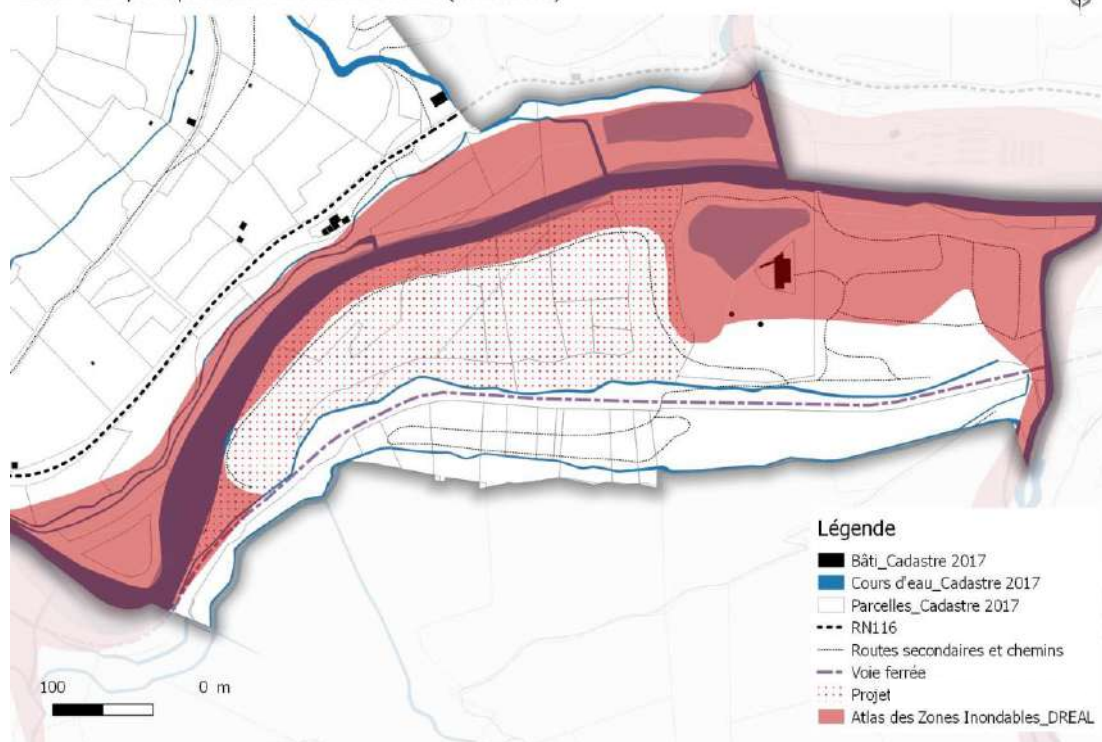 Légende
Bâti_Cadastre 2017
Cours d'eau_Cadastre 2017
Parcelles_Cadastre 2017
RN116
Routes secondaires et chemins
Voie ferrée
Projet
Atlas des Zones Inondables_DREAL
100 0 m